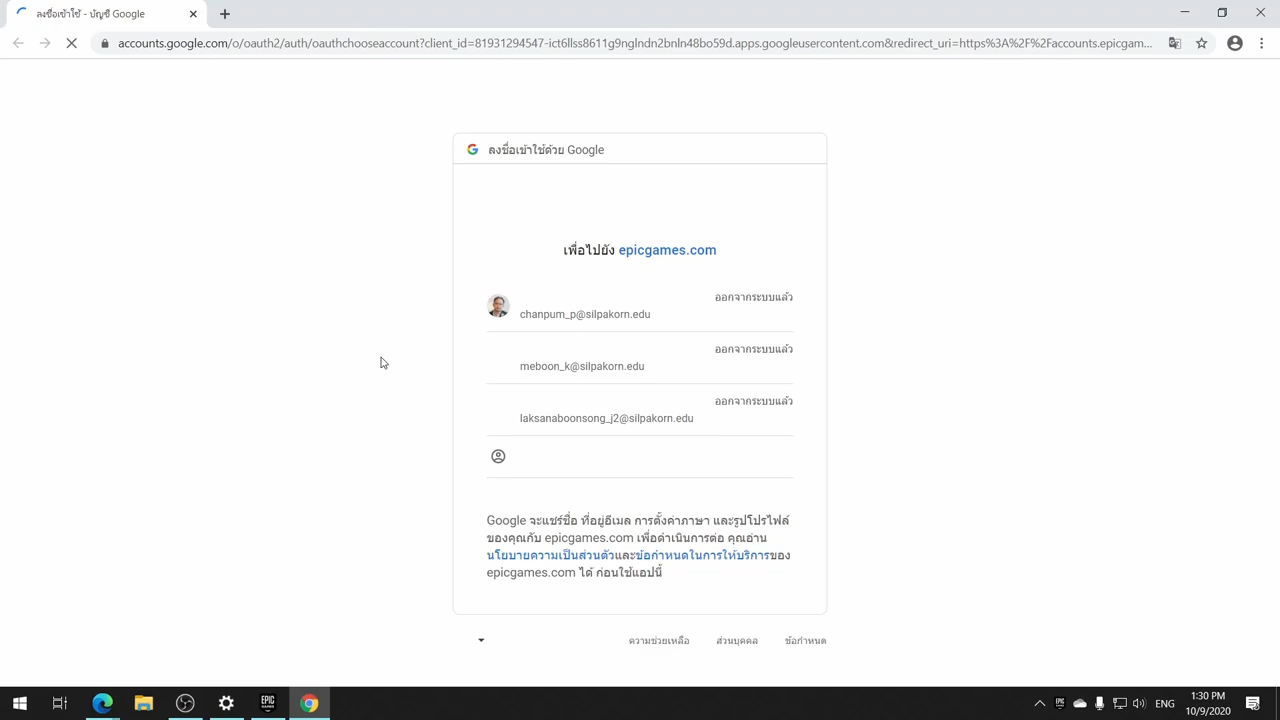 ลงชื่อเข้าใช้ - บัญชี Google
accounts.google.com/o/oauth2/auth/oauthchooseaccount?client_id=81931294547-ict6llss8611g9nglndn2bnln48bo59d.apps.googleusercontent.com&redirect_uri=https%3A%2F%2Faccounts.epicgam...
ลงชื่อเข้าใช้ด้วย Google
เพื่อไปยัง epicgames.com
ออกจากระบบแล้ว
chanpum_p@silpakorn.edu
ออกจากระบบแล้ว
meboon_k@silpakorn.edu
ออกจากระบบแล้ว
laksanaboonsong_j2@silpakorn.edu
Google จะแชร์ชื่อ ที่อยู่อีเมล การตั้งค่าภาษา และรูปโปรไฟล์
ของคุณกับ epicgames.com เพื่อดำเนินการต่อ คุณอ่าน
นโยบายความเป็นส่วนตัวและข้อกำหนดในการให้บริการของ
epicgames.com ได้ ก่อนใช้แอปนี้
ความช่วยเหลือ ส่วนบุคคล ข้อกำหนด
EPIC GAMES
ENG
1:30 PM
10/9/2020